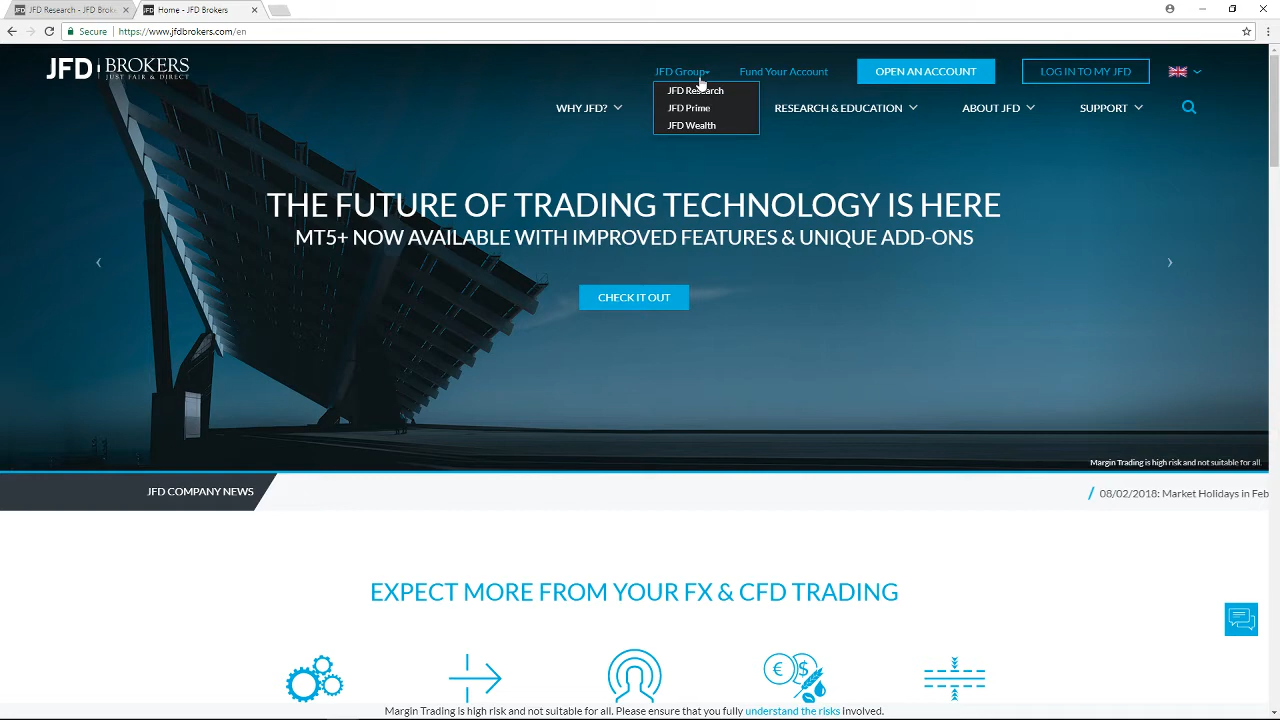 JFD Research - JFD Broke
Home - JFD Brokers
Secure
https://www.jfdbrokers.com/en
JFD BROKERS
JUST FAIR & DIRECT
JFD Group
Fund Your Account
OPEN AN ACCOUNT
LOG IN TO MY JFD
JFD Research
JFD Prime
JFD Wealth
WHY JFD?
RESEARCH & EDUCATION
ABOUT JFD
SUPPORT
THE FUTURE OF TRADING TECHNOLOGY IS HERE
MT5+ NOW AVAILABLE WITH IMPROVED FEATURES & UNIQUE ADD-ONS
CHECK IT OUT
Margin Trading is high risk and not suitable for all.
JFD COMPANY NEWS
08/02/2018: Market Holidays in Feb
EXPECT MORE FROM YOUR FX & CFD TRADING
Margin Trading is high risk and not suitable for all. Please ensure that you fully understand the risks involved.